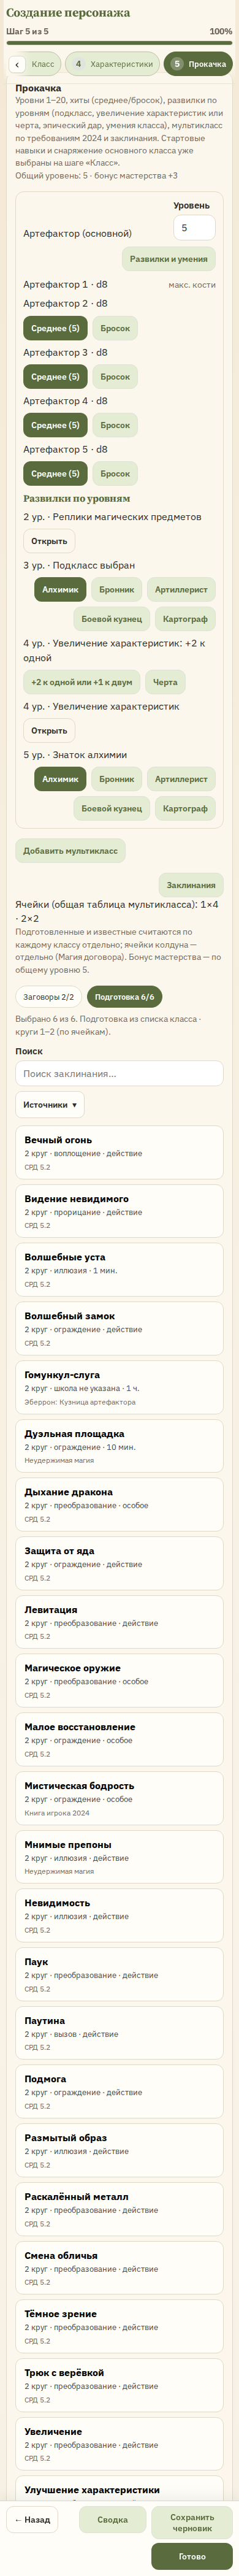 Создание персонажа
Шаг 5 из 5 100%
‹ Класс 4 Характеристики 5 Прокачка
Прокачка
Уровни 1–20, хиты (среднее/бросок), развилки по
уровням (подкласс, увеличение характеристик или
черта, эпический дар, умения класса), мультикласс
по требованиям 2024 и заклинания. Стартовые
навыки и снаряжение основного класса уже
выбраны на шаге «Класс».
Общий уровень: 5 · бонус мастерства +3
Уровень
Артефактор (основной) 5
Развилки и умения
Артефактор 1 · d8 макс. кости
Артефактор 2 · d8
Среднее (5) Бросок
Артефактор 3 · d8
Среднее (5) Бросок
Артефактор 4 · d8
Среднее (5) Бросок
Артефактор 5 · d8
Среднее (5) Бросок
Развилки по уровням
2 ур. · Реплики магических предметов
Открыть
3 ур. · Подкласс выбран
Алхимик Бронник Артиллерист
Боевой кузнец Картограф
4 ур. · Увеличение характеристик: +2 к
одной
+2 к одной или +1 к двум Черта
4 ур. · Увеличение характеристик
Открыть
5 ур. · Знаток алхимии
Алхимик Бронник Артиллерист
Боевой кузнец Картограф
Добавить мультикласс
Заклинания
Ячейки (общая таблица мультикласса): 1×4
· 2×2
Подготовленные и известные считаются по
каждому классу отдельно; ячейки колдуна —
отдельно (Магия договора). Бонус мастерства — по
общему уровню 5.
Заговоры 2/2 Подготовка 6/6
Выбрано 6 из 6. Подготовка из списка класса ·
круги 1–2 (по ячейкам).
Поиск
Поиск заклинания…
Источники ▾
Вечный огонь
2 круг · воплощение · действие
СРД 5.2
Видение невидимого
2 круг · прорицание · действие
СРД 5.2
Волшебные уста
2 круг · иллюзия · 1 мин.
СРД 5.2
Волшебный замок
2 круг · ограждение · действие
СРД 5.2
Гомункул-слуга
2 круг · школа не указана · 1 ч.
Эберрон: Кузница артефактора
Дуэльная площадка
2 круг · ограждение · 10 мин.
Неудержимая магия
Дыхание дракона
2 круг · преобразование · особое
СРД 5.2
Защита от яда
2 круг · ограждение · действие
СРД 5.2
Левитация
2 круг · преобразование · действие
СРД 5.2
Магическое оружие
2 круг · преобразование · особое
СРД 5.2
Малое восстановление
2 круг · ограждение · особое
СРД 5.2
Мистическая бодрость
2 круг · ограждение · особое
Книга игрока 2024
Мнимые препоны
2 круг · иллюзия · действие
Неудержимая магия
Невидимость
2 круг · иллюзия · действие
СРД 5.2
Паук
2 круг · преобразование · действие
СРД 5.2
Паутина
2 круг · вызов · действие
СРД 5.2
Подмога
2 круг · ограждение · действие
СРД 5.2
Размытый образ
2 круг · иллюзия · действие
СРД 5.2
Раскалённый металл
2 круг · преобразование · действие
СРД 5.2
Смена обличья
2 круг · преобразование · действие
СРД 5.2
Тёмное зрение
2 круг · преобразование · действие
СРД 5.2
Трюк с верёвкой
2 круг · преобразование · действие
СРД 5.2
Увеличение
2 круг · преобразование · действие
СРД 5.2
Улучшение характеристики
← Назад Сводка Сохранить
черновик
Готово